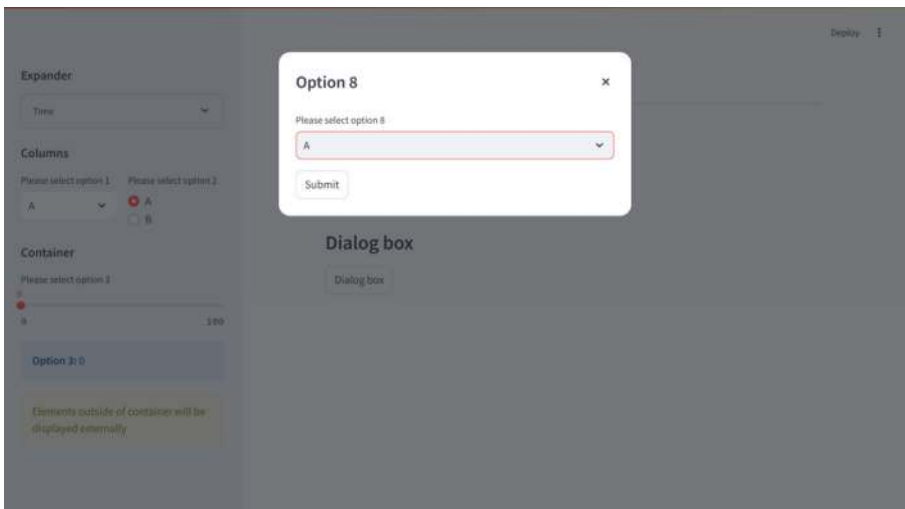 Deploy
Expander
Time
Columns
Please select option 1
Please select option 2
A
A
B
Container
Please select option 3
0
0
100
Option 3: 0
Elements outside of container will be
displayed externally
Option 8
×
Please select option 8
A
Submit
Dialog box
Dialog box